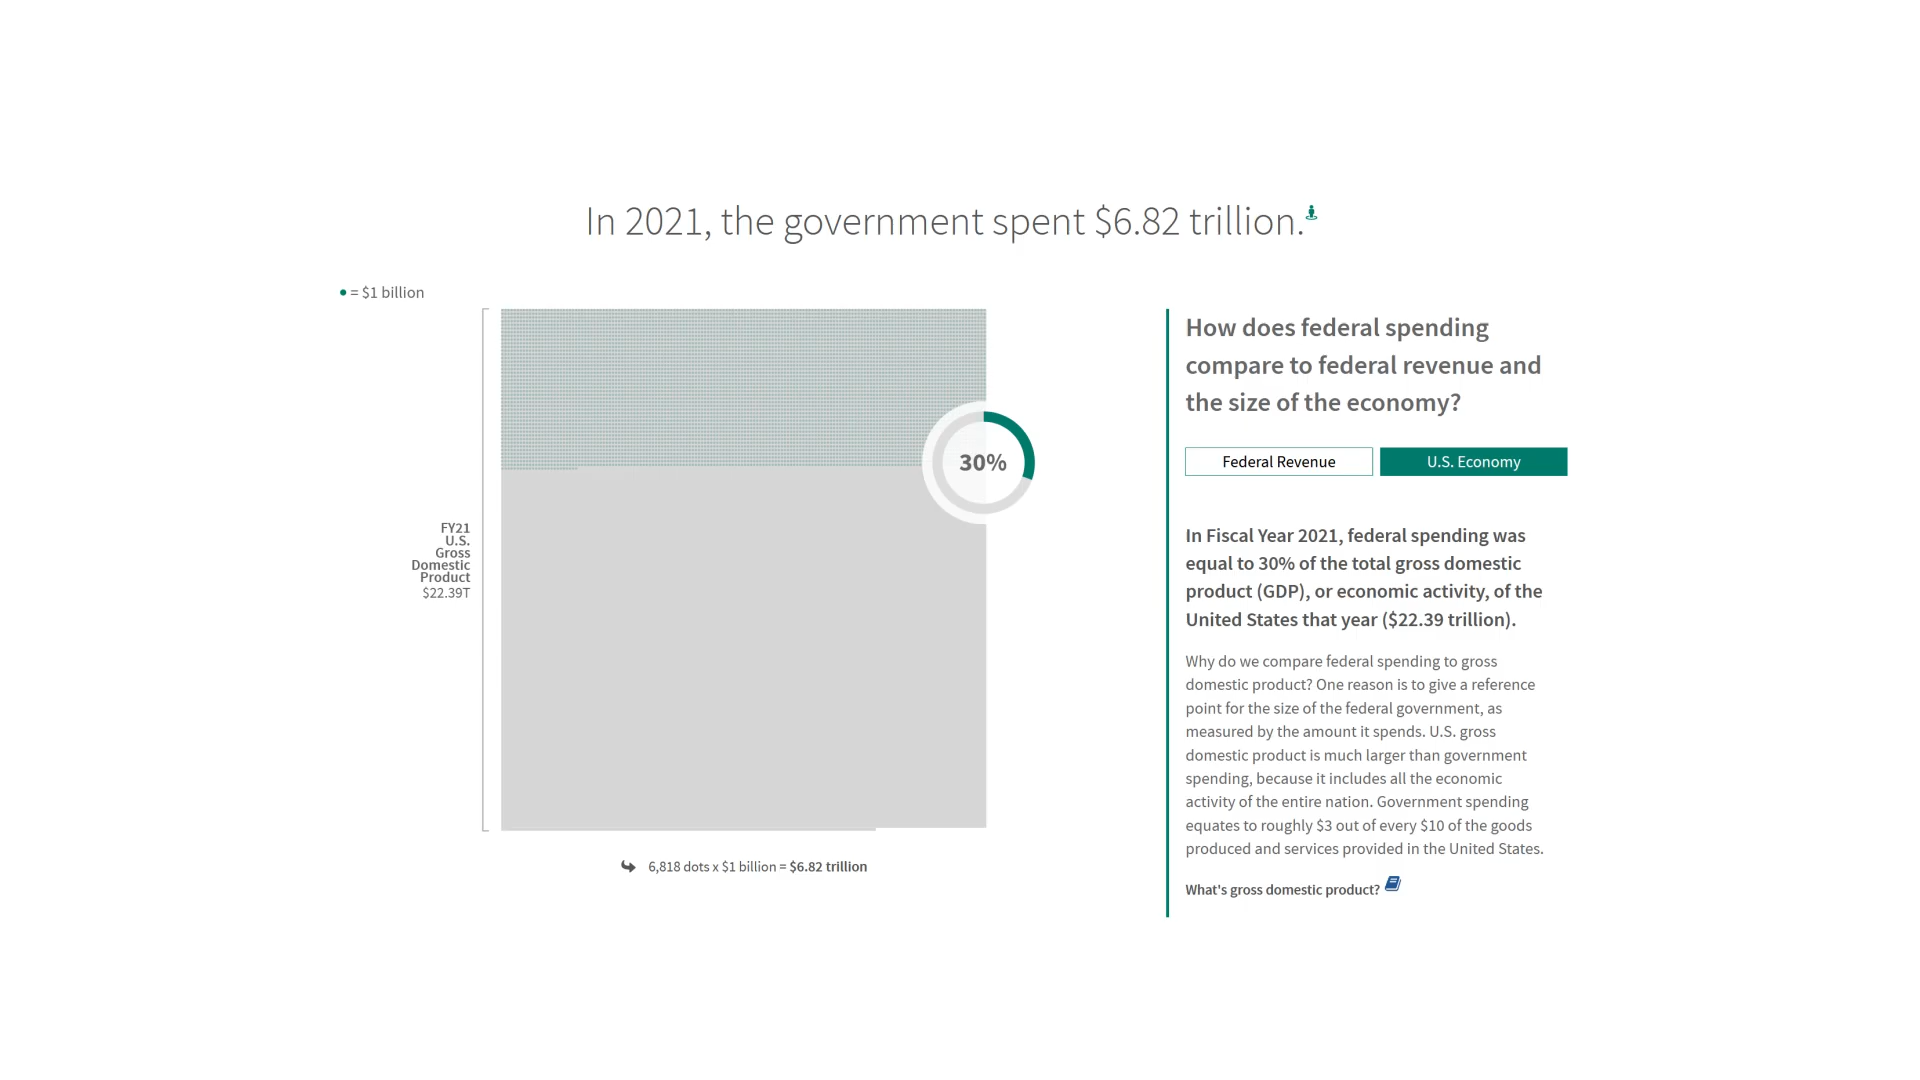 In 2021, the government spent $6.82 trillion.
= $1 billion
FY21
U.S.
Gross
Domestic
Product
$22.39T
30%
6,818 dots x $1 billion = $6.82 trillion
How does federal spending
compare to federal revenue and
the size of the economy?
Federal Revenue
U.S. Economy
In Fiscal Year 2021, federal spending was
equal to 30% of the total gross domestic
product (GDP), or economic activity, of the
United States that year ($22.39 trillion).
Why do we compare federal spending to gross
domestic product? One reason is to give a reference
point for the size of the federal government, as
measured by the amount it spends. U.S. gross
domestic product is much larger than government
spending, because it includes all the economic
activity of the entire nation. Government spending
equates to roughly $3 out of every $10 of the goods
produced and services provided in the United States.
What's gross domestic product?